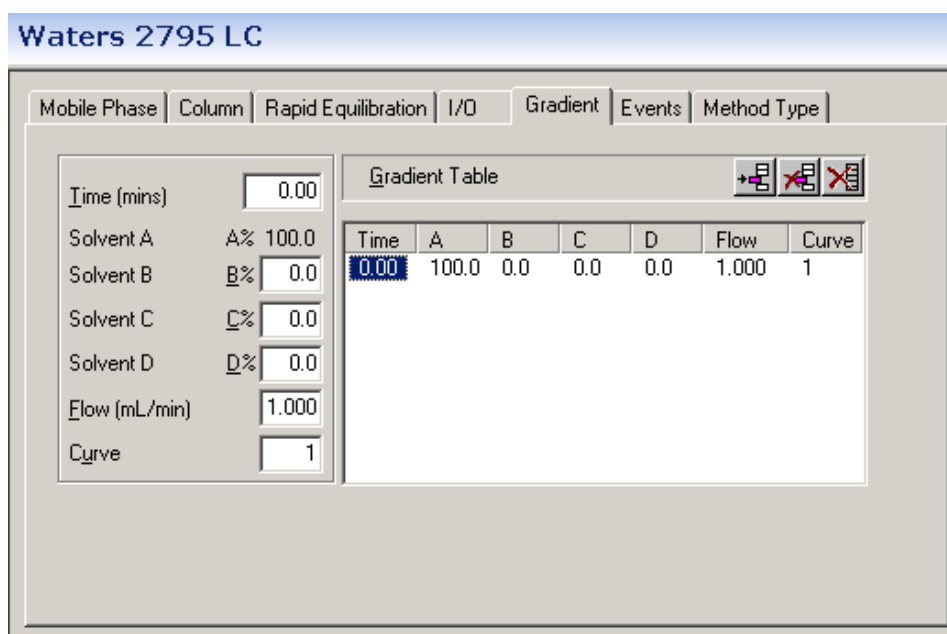 Waters 2795 LC
Mobile Phase Column Rapid Equilibration I/O Gradient Events Method Type
Time (mins) 0.00
Solvent A A% 100.0
Solvent B B% 0.0
Solvent C C% 0.0
Solvent D D% 0.0
Flow (mL/min) 1.000
Curve 1
Gradient Table
Time A B C D Flow Curve
0.00 100.0 0.0 0.0 0.0 1.000 1